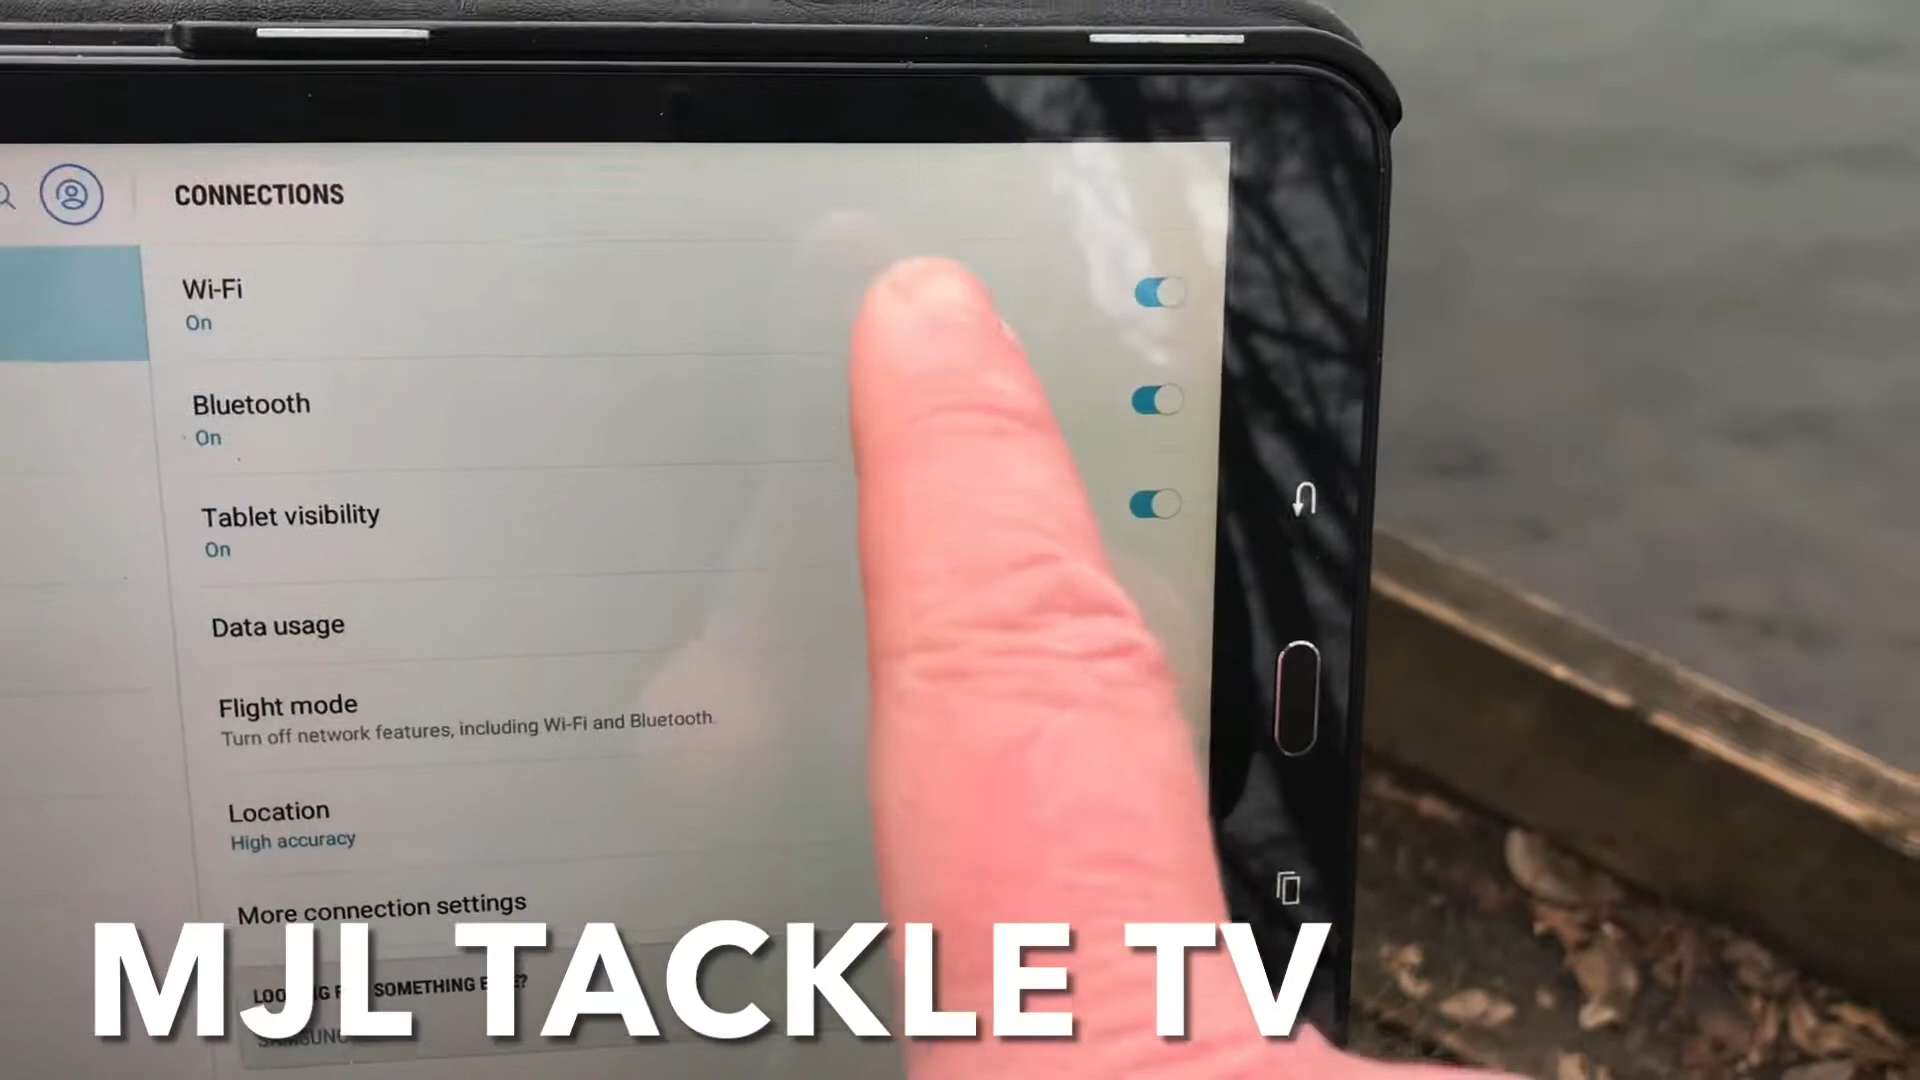 CONNECTIONS
Wi-Fi
On
Bluetooth
On
Tablet visibility
On
Data usage
Flight mode
Turn off network features, including Wi-Fi and Bluetooth.
Location
High accuracy
More connection settings
SOMETHING
MJL TACKLE TV